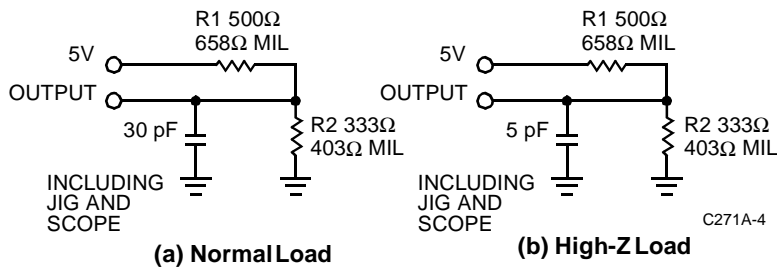 R1 500Ω
658Ω MIL
5V
OUTPUT
30 pF
R2 333Ω
403Ω MIL
INCLUDING
JIG AND
SCOPE
(a) Normal Load
R1 500Ω
658Ω MIL
5V
OUTPUT
5 pF
R2 333Ω
403Ω MIL
INCLUDING
JIG AND
SCOPE
C271A-4
(b) High-Z Load